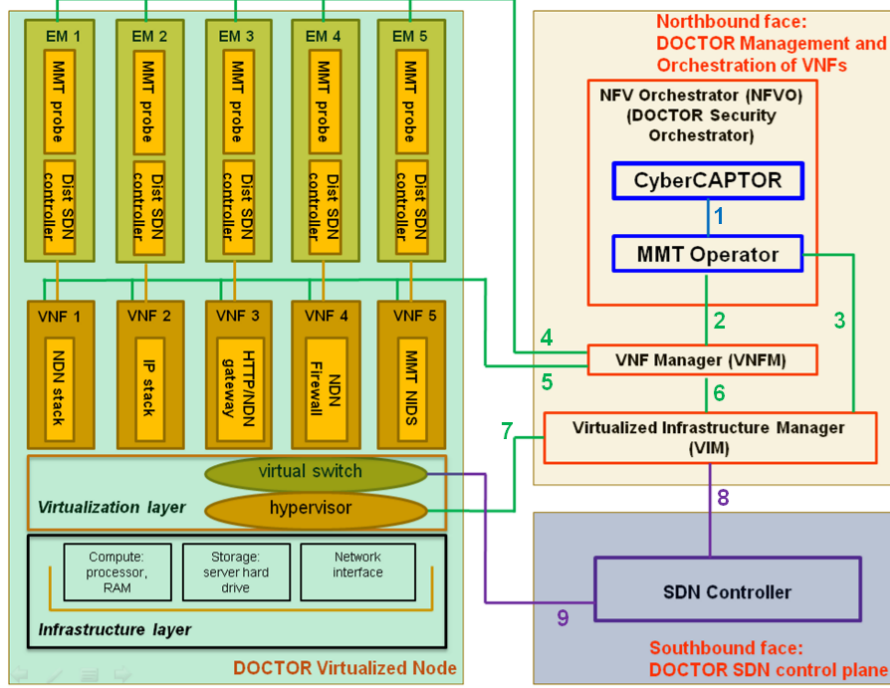 EM 1
EM 2
EM 3
EM 4
EM 5
MMT probe
MMT probe
MMT probe
MMT probe
MMT probe
Dist SDN
controller
Dist SDN
controller
Dist SDN
controller
Dist SDN
controller
Dist SDN
controller
VNF 1
VNF 2
VNF 3
VNF 4
VNF 5
NDN stack
IP stack
HTTP/NDN
gateway
NDN
Firewall
MMT NIDS
virtual switch
Virtualization layer
hypervisor
Compute:
processor,
RAM
Storage:
server hard
drive
Network
interface
Infrastructure layer
DOCTOR Virtualized Node
Northbound face:
DOCTOR Management and
Orchestration of VNFs
NFV Orchestrator (NFVO)
(DOCTOR Security
Orchestrator)
CyberCAPTOR
1
MMT Operator
2
3
4
VNF Manager (VNFM)
5
6
7
Virtualized Infrastructure Manager
(VIM)
8
SDN Controller
9
Southbound face:
DOCTOR SDN control plane